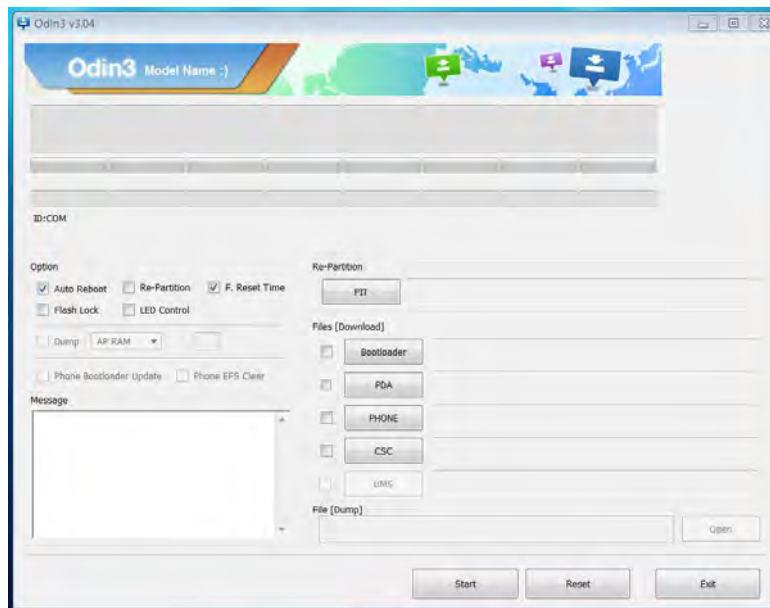 Odin3 v3.04
Odin3 Model Name :)
ID:COM
Option
Auto Reboot
Re-Partition
F. Reset Time
Flash Lock
LED Control
Dump
AP RAM
Phone Bootloader Update
Phone EFS Clear
Message
Re-Partition
PIT
Files [Download]
Bootloader
PDA
PHONE
CSC
UMS
File [Dump]
Open
Start
Reset
Exit